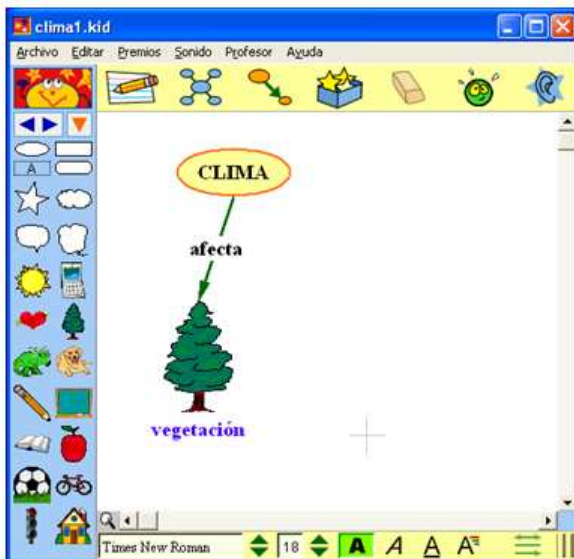 clima1.kid
Archivo Editar Premios Sonido Profesor Ayuda
A
CLIMA
afecta
vegetación
Times New Roman 18 A A A A